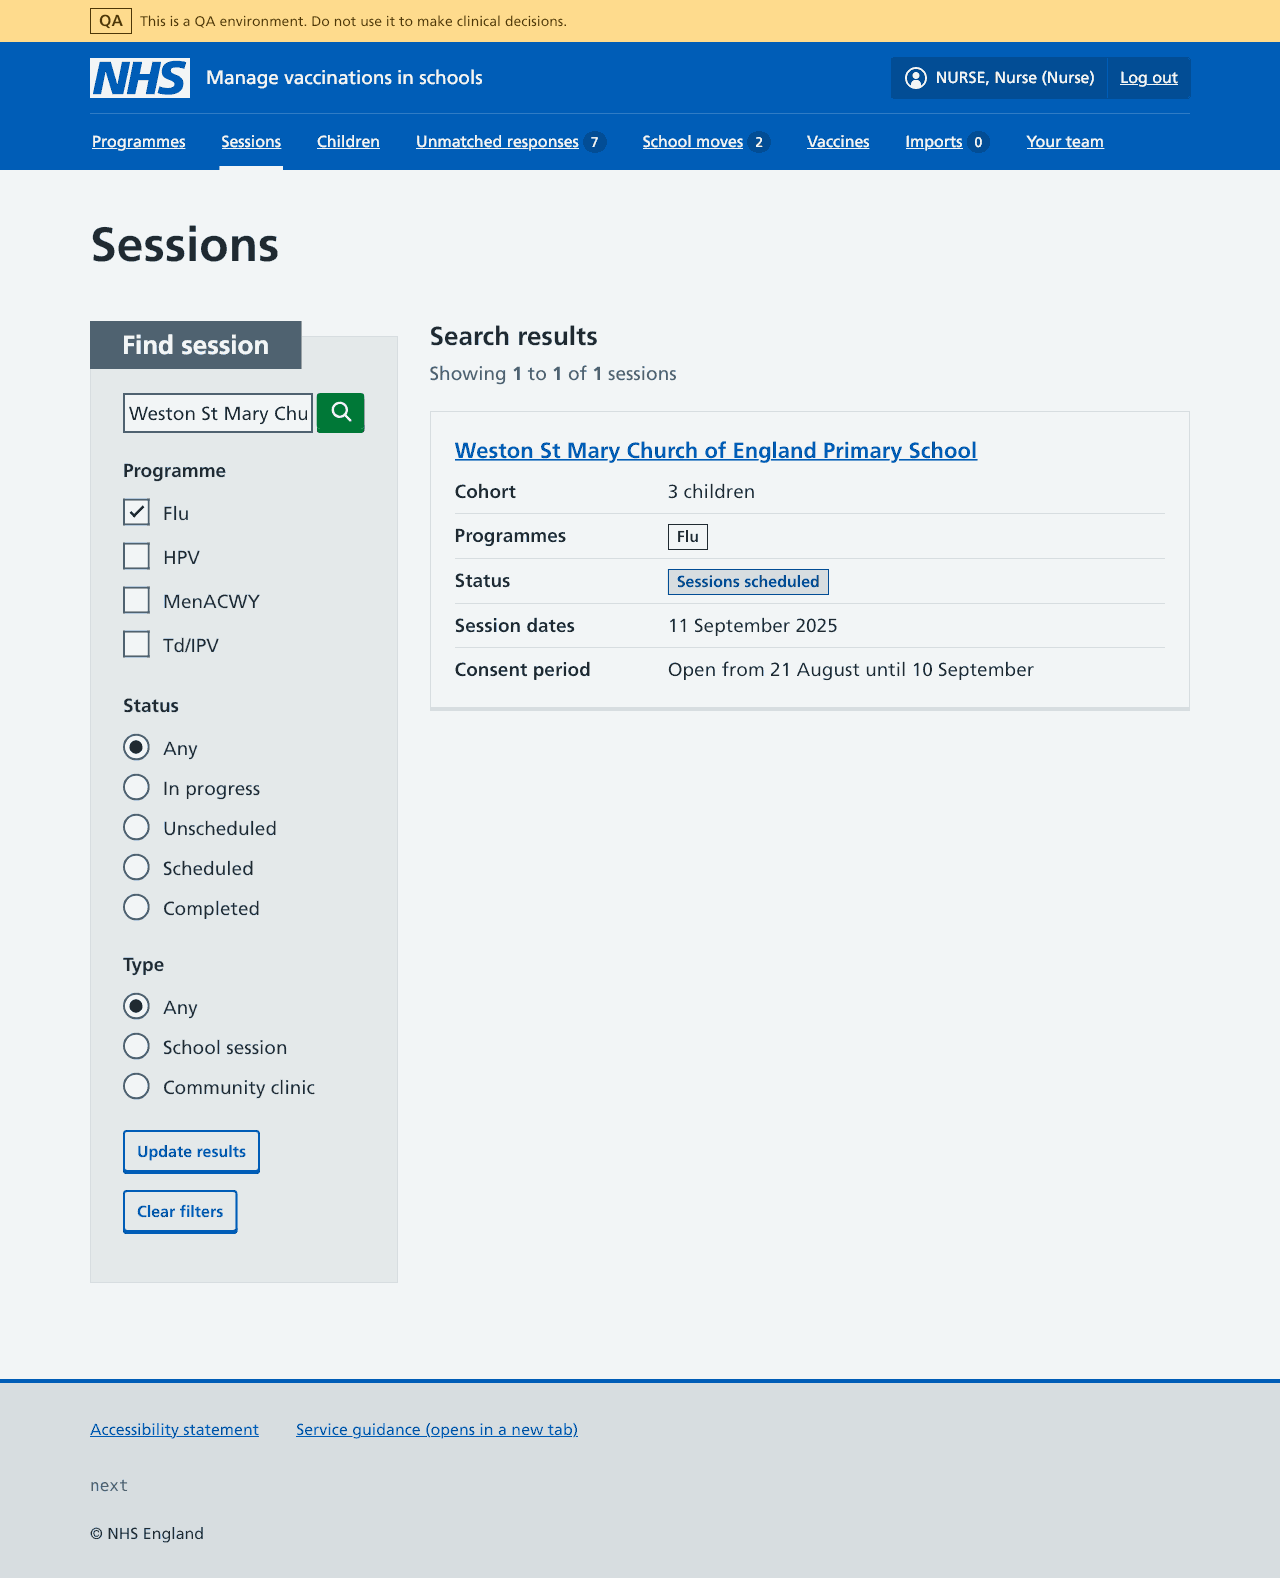 QA This is a QA environment. Do not use it to make clinical decisions.
NHS Manage vaccinations in schools NURSE, Nurse (Nurse) Log out
Programmes Sessions Children Unmatched responses 7 School moves 2 Vaccines Imports 0 Your team
Sessions
Find session
Weston St Mary Chu
Programme
Flu
HPV
MenACWY
Td/IPV
Status
Any
In progress
Unscheduled
Scheduled
Completed
Type
Any
School session
Community clinic
Update results
Clear filters
Search results
Showing 1 to 1 of 1 sessions
Weston St Mary Church of England Primary School
Cohort 3 children
Programmes Flu
Status Sessions scheduled
Session dates 11 September 2025
Consent period Open from 21 August until 10 September
Accessibility statement Service guidance (opens in a new tab)
next
© NHS England